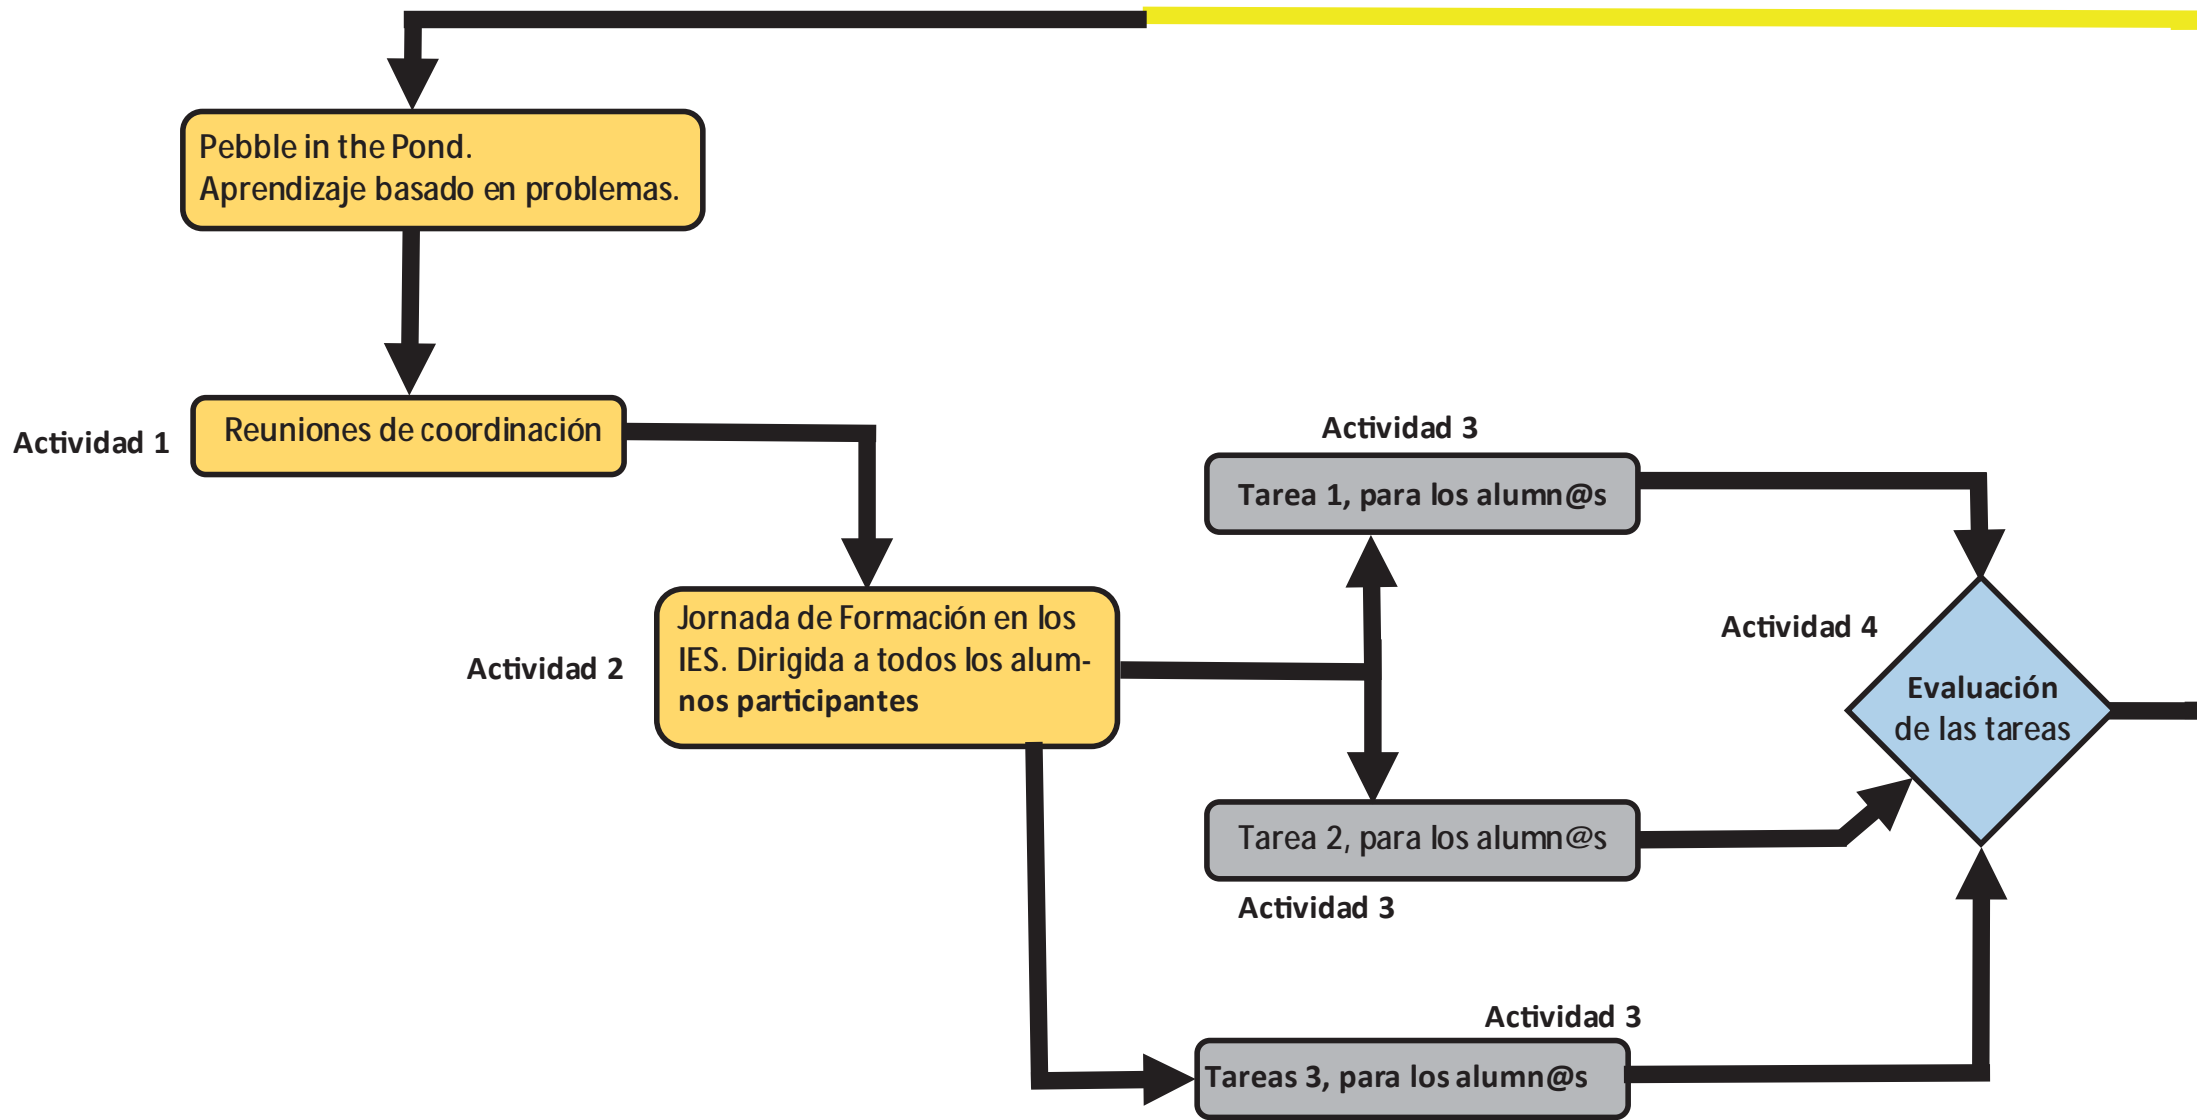 Pebble in the Pond.
Aprendizaje basado en problemas.
Actividad 1
Reuniones de coordinación
Actividad 2
Jornada de Formación en los
IES. Dirigida a todos los alum-
nos participantes
Actividad 3
Tarea 1, para los alumn@s
Tarea 2, para los alumn@s
Actividad 3
Actividad 3
Tareas 3, para los alumn@s
Actividad 4
Evaluación
de las tareas